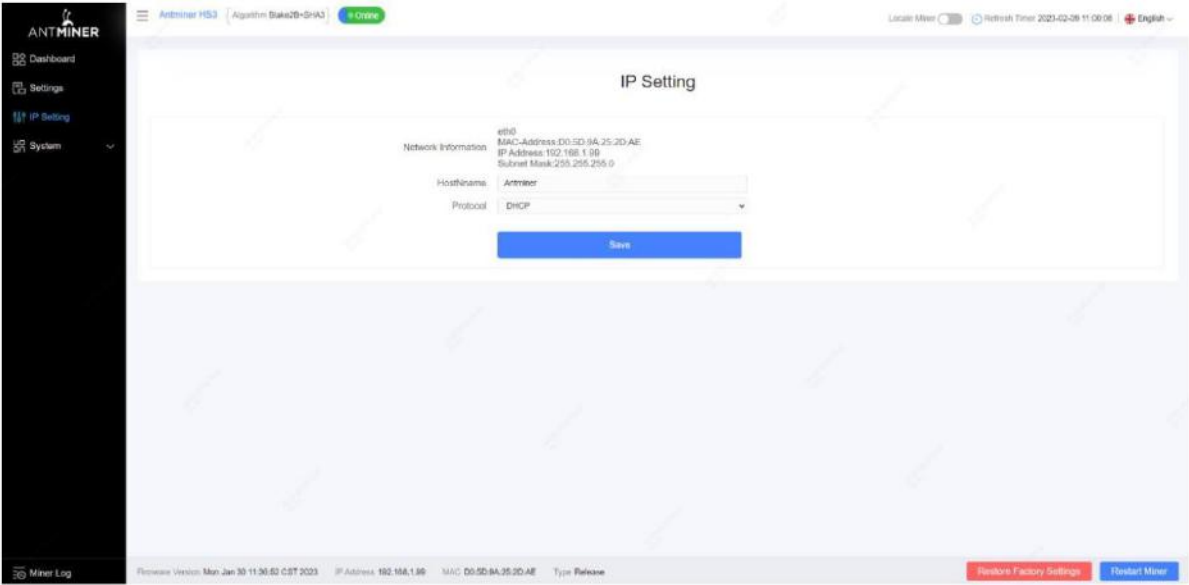 ANTMINER
Antminer HS3 Algorithm Blake2B+SHA3 Online
Locate Miner Refresh Timer 2023-02-09 11:09:08 English
Dashboard
Settings
IP Setting
System
IP Setting
Network Information
eth0
MAC-Address:D0:5D:9A:25:2D:AE
IP Address:192.168.1.99
Subnet Mask:255.255.255.0
HostNname Antminer
Protocol DHCP
Save
Miner Log
Firmware Version Mon Jan 30 11:36:52 CST 2023 IP Address 192.168.1.99 MAC D0:5D:9A:25:2D:AE Type Release
Restore Factory Settings Restart Miner